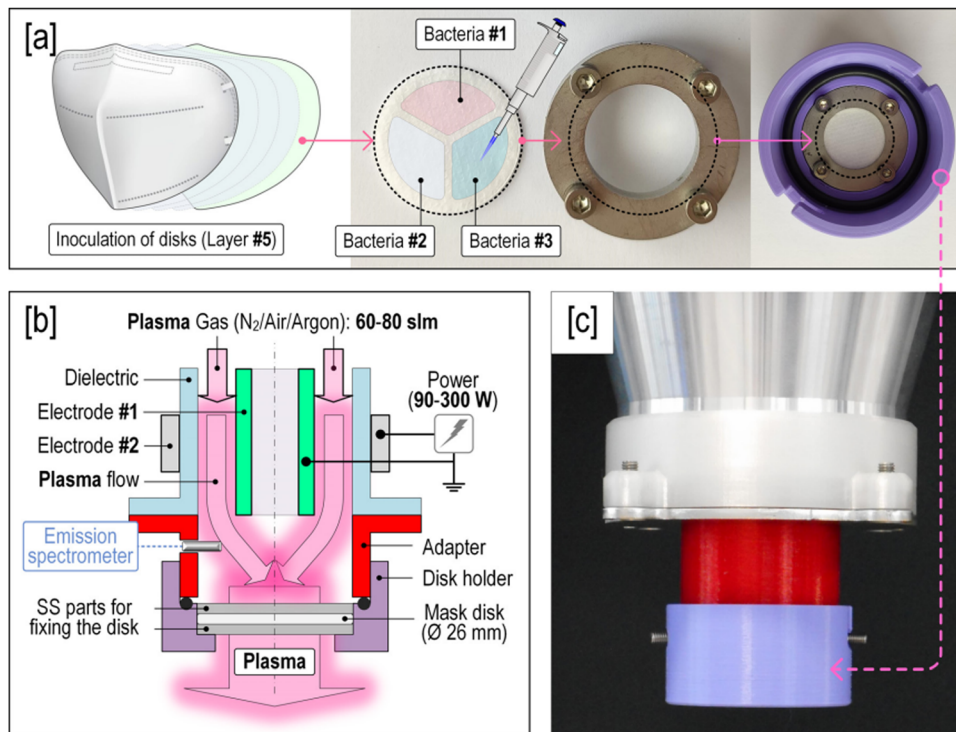 [a]
Bacteria #1
Inoculation of disks (Layer #5)
Bacteria #2
Bacteria #3
[b]
Plasma Gas (N₂/Air/Argon): 60-80 slm
Dielectric
Electrode #1
Electrode #2
Plasma flow
Power
(90-300 W)
Emission
spectrometer
Adapter
Disk holder
SS parts for
fixing the disk
Mask disk
(Ø 26 mm)
Plasma
[c]